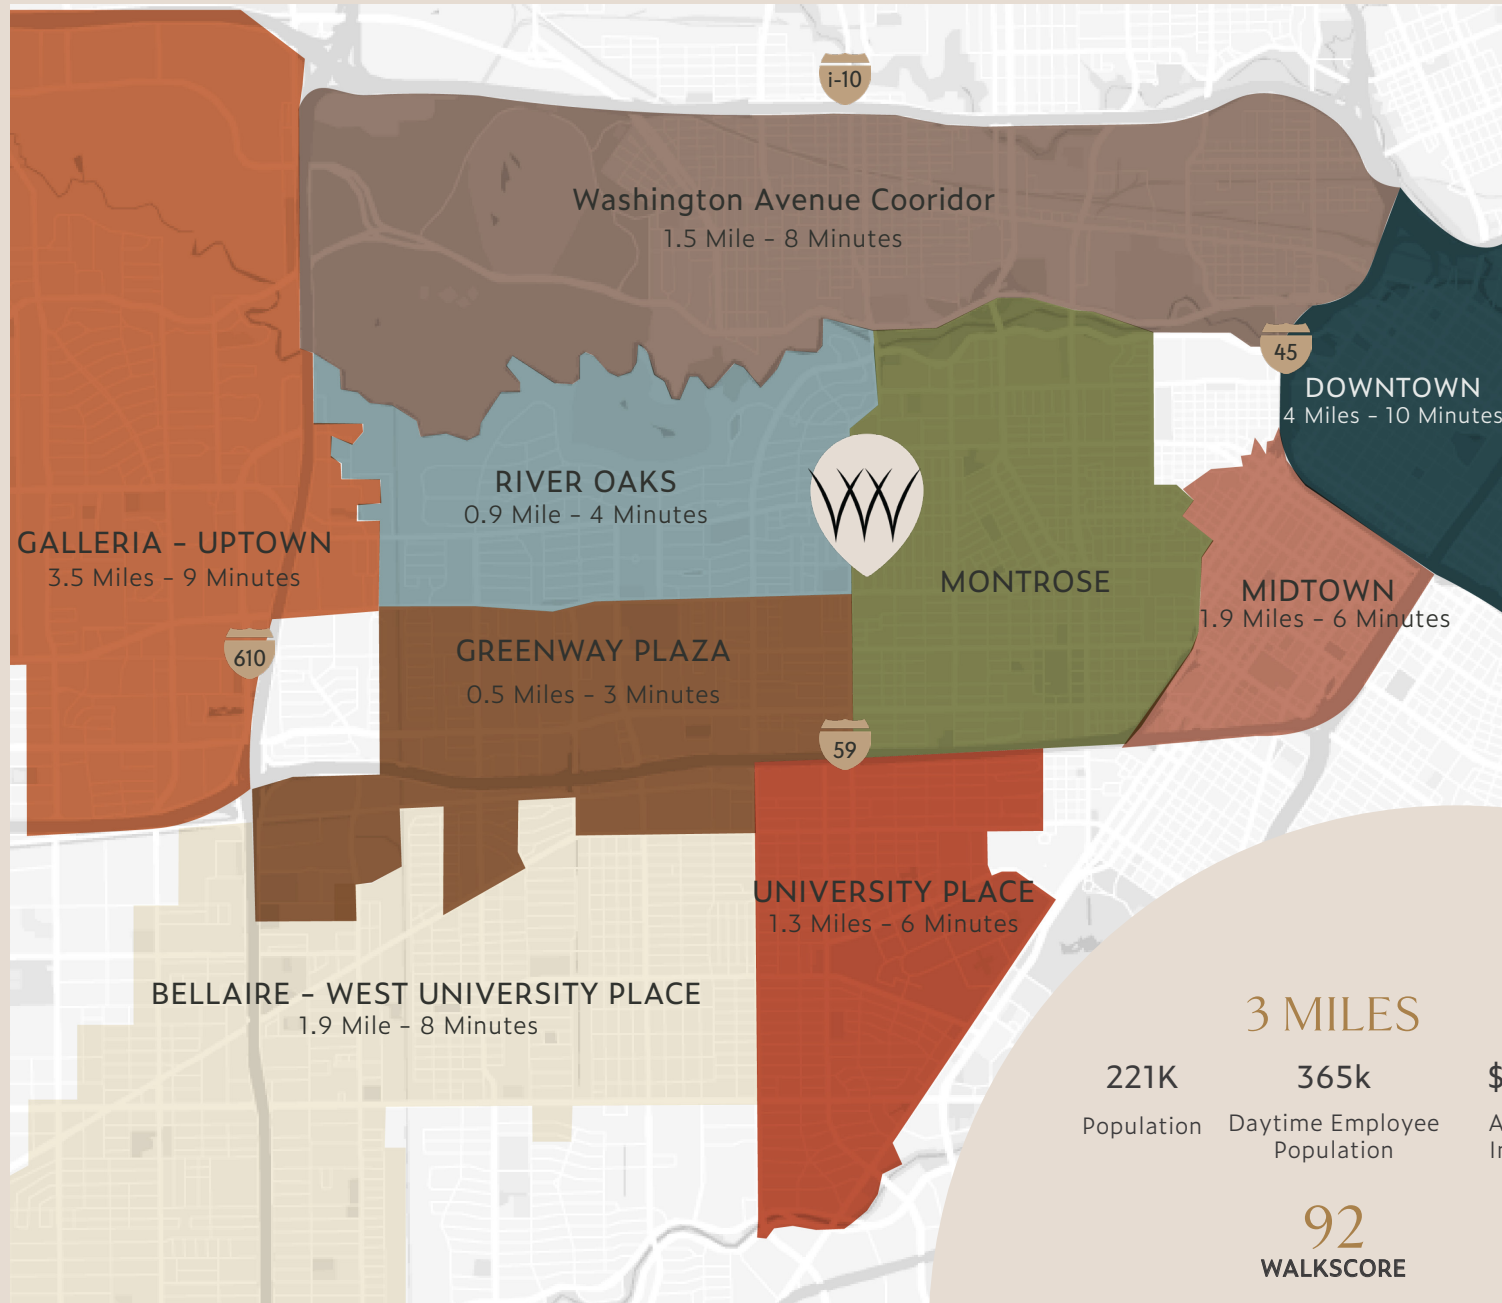 i-10
Washington Avenue Cooridor
1.5 Mile – 8 Minutes
45
DOWNTOWN
4 Miles – 10 Minutes
RIVER OAKS
0.9 Mile – 4 Minutes
GALLERIA – UPTOWN
3.5 Miles – 9 Minutes
MONTROSE
MIDTOWN
1.9 Miles – 6 Minutes
610
GREENWAY PLAZA
0.5 Miles – 3 Minutes
59
UNIVERSITY PLACE
1.3 Miles – 6 Minutes
BELLAIRE – WEST UNIVERSITY PLACE
1.9 Mile – 8 Minutes
3 MILES
221K
Population
365k
Daytime Employee
Population
$
92
WALKSCORE